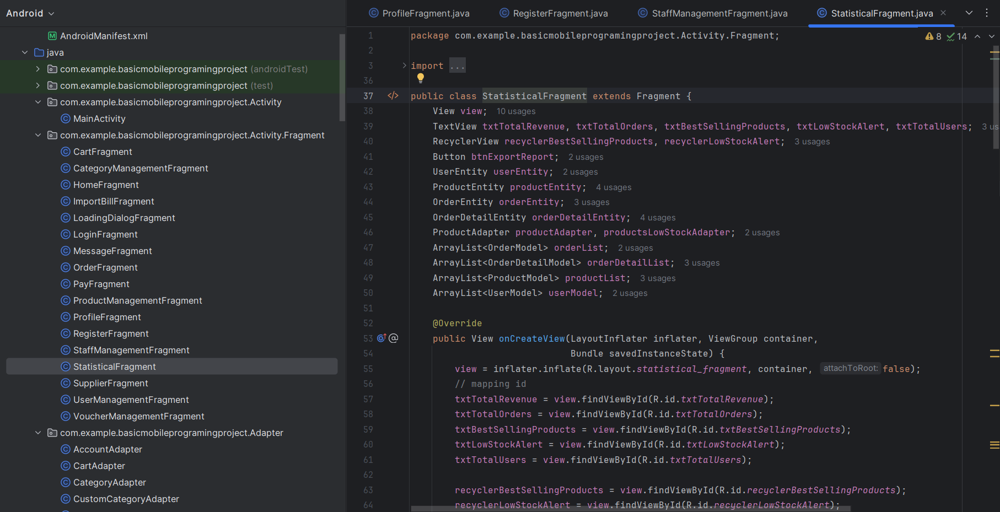 Android
AndroidManifest.xml
java
com.example.basicmobileprogramingproject (androidTest)
com.example.basicmobileprogramingproject (test)
com.example.basicmobileprogramingproject.Activity
MainActivity
com.example.basicmobileprogramingproject.Activity.Fragment
CartFragment
CategoryManagementFragment
HomeFragment
ImportBillFragment
LoadingDialogFragment
LoginFragment
MessageFragment
OrderFragment
PayFragment
ProductManagementFragment
ProfileFragment
RegisterFragment
StaffManagementFragment
StatisticalFragment
SupplierFragment
UserManagementFragment
VoucherManagementFragment
com.example.basicmobileprogramingproject.Adapter
AccountAdapter
CartAdapter
CategoryAdapter
CustomCategoryAdapter
ProfileFragment.java RegisterFragment.java StaffManagementFragment.java StatisticalFragment.java
8 14
1 package com.example.basicmobileprogramingproject.Activity.Fragment;
2
3 import ...
36
37 public class StatisticalFragment extends Fragment {
38 View view; 10 usages
39 TextView txtTotalRevenue, txtTotalOrders, txtBestSellingProducts, txtLowStockAlert, txtTotalUsers; 3 us
40 RecyclerView recyclerBestSellingProducts, recyclerLowStockAlert; 3 usages
41 Button btnExportReport; 2 usages
42 UserEntity userEntity; 2 usages
43 ProductEntity productEntity; 4 usages
44 OrderEntity orderEntity; 3 usages
45 OrderDetailEntity orderDetailEntity; 4 usages
46 ProductAdapter productAdapter, productsLowStockAdapter; 2 usages
47 ArrayList<OrderModel> orderList; 2 usages
48 ArrayList<OrderDetailModel> orderDetailList; 3 usages
49 ArrayList<ProductModel> productList; 3 usages
50 ArrayList<UserModel> userModel; 2 usages
51
52 @Override
53 public View onCreateView(LayoutInflater inflater, ViewGroup container,
54 Bundle savedInstanceState) {
55 view = inflater.inflate(R.layout.statistical_fragment, container, attachToRoot: false);
56 // mapping id
57 txtTotalRevenue = view.findViewById(R.id.txtTotalRevenue);
58 txtTotalOrders = view.findViewById(R.id.txtTotalOrders);
59 txtBestSellingProducts = view.findViewById(R.id.txtBestSellingProducts);
60 txtLowStockAlert = view.findViewById(R.id.txtLowStockAlert);
61 txtTotalUsers = view.findViewById(R.id.txtTotalUsers);
62
63 recyclerBestSellingProducts = view.findViewById(R.id.recyclerBestSellingProducts);
64 recyclerLowStockAlert = view.findViewById(R.id.recyclerLowStockAlert);